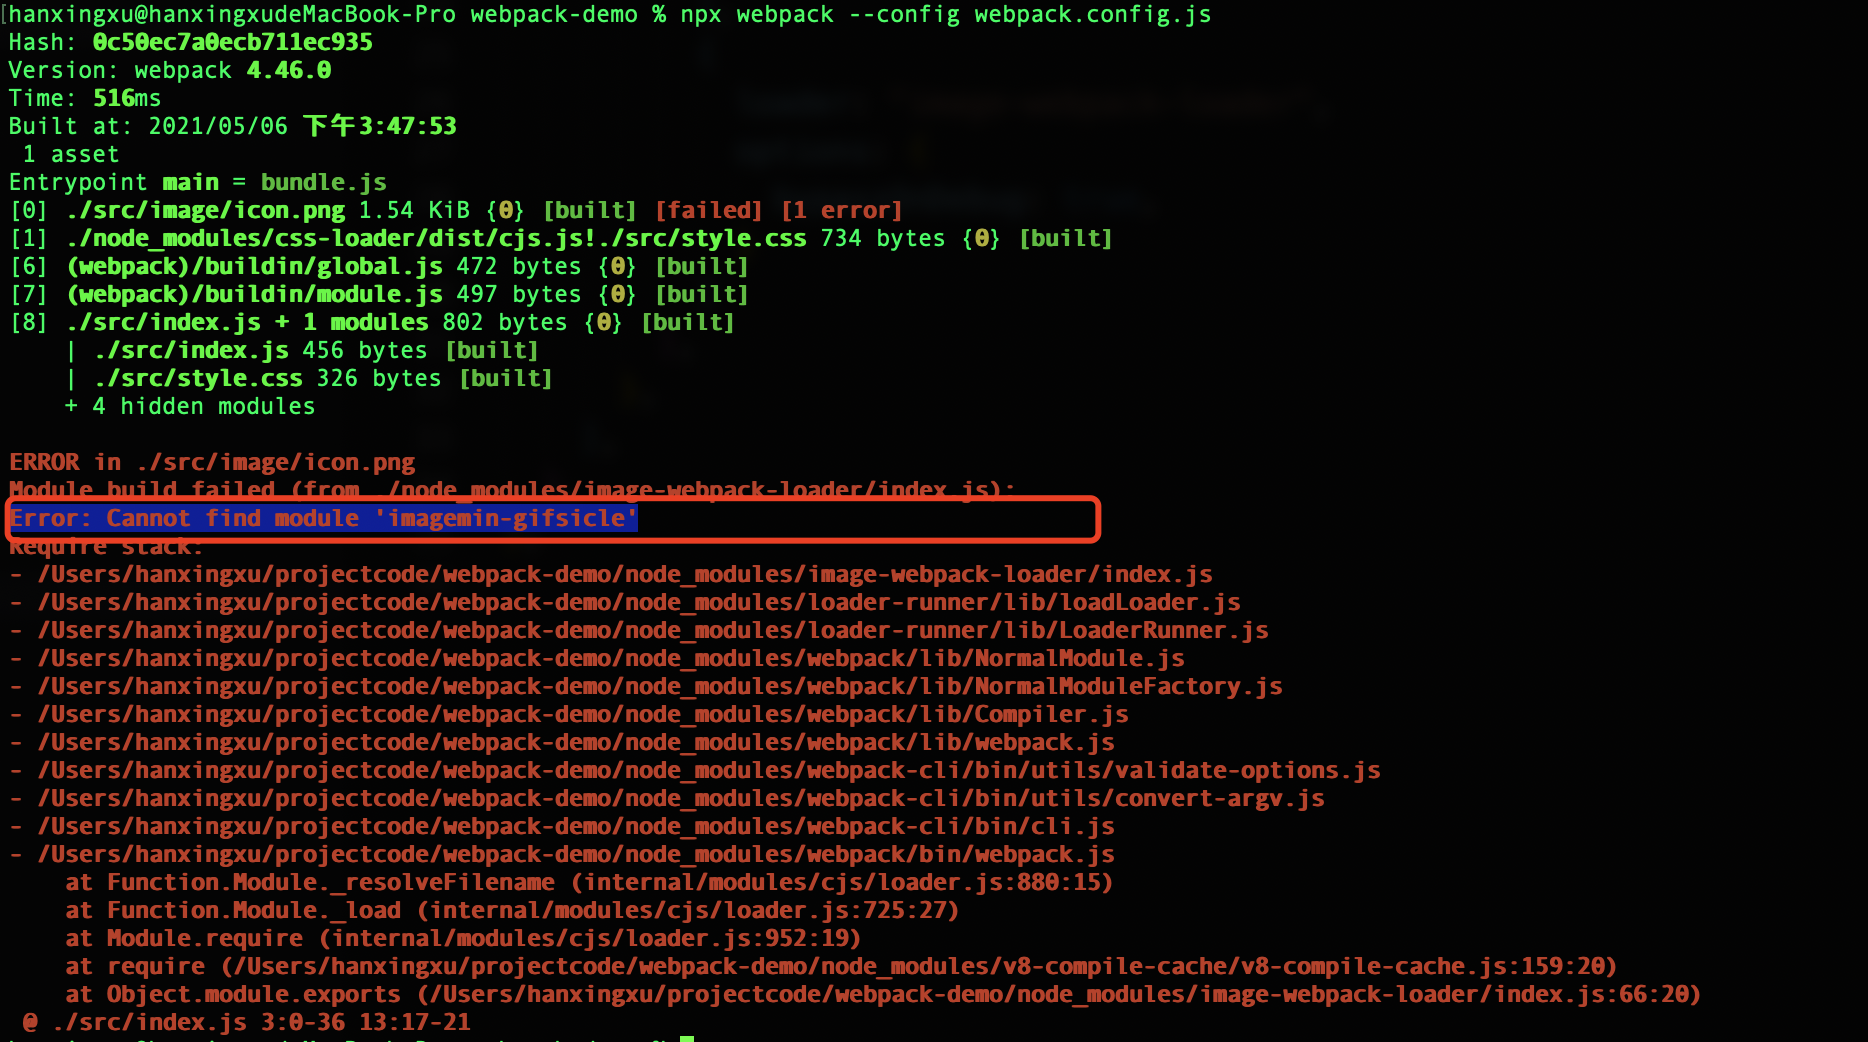 [hanxingxu@hanxingxudeMacBook-Pro webpack-demo % npx webpack --config webpack.config.js
Hash: 0c50ec7a0ecb711ec935
Version: webpack 4.46.0
Time: 516ms
Built at: 2021/05/06 下午3:47:53
 1 asset
Entrypoint main = bundle.js
[0] ./src/image/icon.png 1.54 KiB {0} [built] [failed] [1 error]
[1] ./node_modules/css-loader/dist/cjs.js!./src/style.css 734 bytes {0} [built]
[6] (webpack)/buildin/global.js 472 bytes {0} [built]
[7] (webpack)/buildin/module.js 497 bytes {0} [built]
[8] ./src/index.js + 1 modules 802 bytes {0} [built]
    | ./src/index.js 456 bytes [built]
    | ./src/style.css 326 bytes [built]
    + 4 hidden modules
ERROR in ./src/image/icon.png
Module build failed (from ./node_modules/image-webpack-loader/index.js):
Error: Cannot find module 'imagemin-gifsicle'
Require stack:
- /Users/hanxingxu/projectcode/webpack-demo/node_modules/image-webpack-loader/index.js
- /Users/hanxingxu/projectcode/webpack-demo/node_modules/loader-runner/lib/loadLoader.js
- /Users/hanxingxu/projectcode/webpack-demo/node_modules/loader-runner/lib/LoaderRunner.js
- /Users/hanxingxu/projectcode/webpack-demo/node_modules/webpack/lib/NormalModule.js
- /Users/hanxingxu/projectcode/webpack-demo/node_modules/webpack/lib/NormalModuleFactory.js
- /Users/hanxingxu/projectcode/webpack-demo/node_modules/webpack/lib/Compiler.js
- /Users/hanxingxu/projectcode/webpack-demo/node_modules/webpack/lib/webpack.js
- /Users/hanxingxu/projectcode/webpack-demo/node_modules/webpack-cli/bin/utils/validate-options.js
- /Users/hanxingxu/projectcode/webpack-demo/node_modules/webpack-cli/bin/utils/convert-argv.js
- /Users/hanxingxu/projectcode/webpack-demo/node_modules/webpack-cli/bin/cli.js
- /Users/hanxingxu/projectcode/webpack-demo/node_modules/webpack/bin/webpack.js
    at Function.Module._resolveFilename (internal/modules/cjs/loader.js:880:15)
    at Function.Module._load (internal/modules/cjs/loader.js:725:27)
    at Module.require (internal/modules/cjs/loader.js:952:19)
    at require (/Users/hanxingxu/projectcode/webpack-demo/node_modules/v8-compile-cache/v8-compile-cache.js:159:20)
    at Object.module.exports (/Users/hanxingxu/projectcode/webpack-demo/node_modules/image-webpack-loader/index.js:66:20)
 @ ./src/index.js 3:0-36 13:17-21